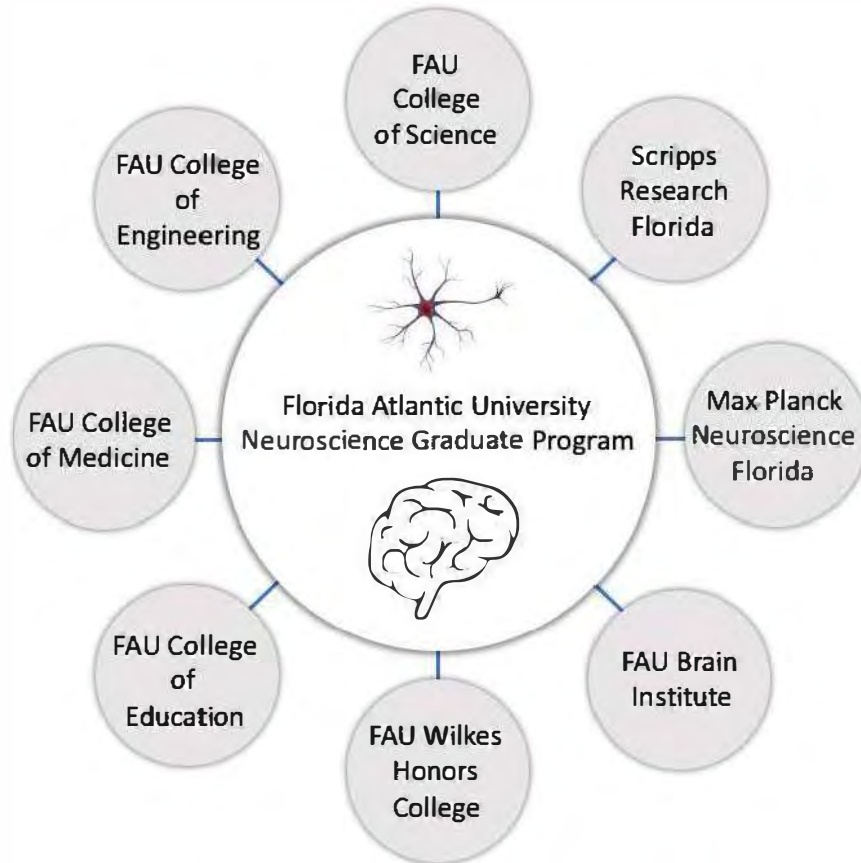 FAU
College
of Science
Scripps
Research
Florida
Max Planck
Neuroscience
Florida
FAU Brain
Institute
FAU Wilkes
Honors
College
FAU College
of
Education
FAU College
of Medicine
FAU College
of
Engineering
Florida Atlantic University
Neuroscience Graduate Program